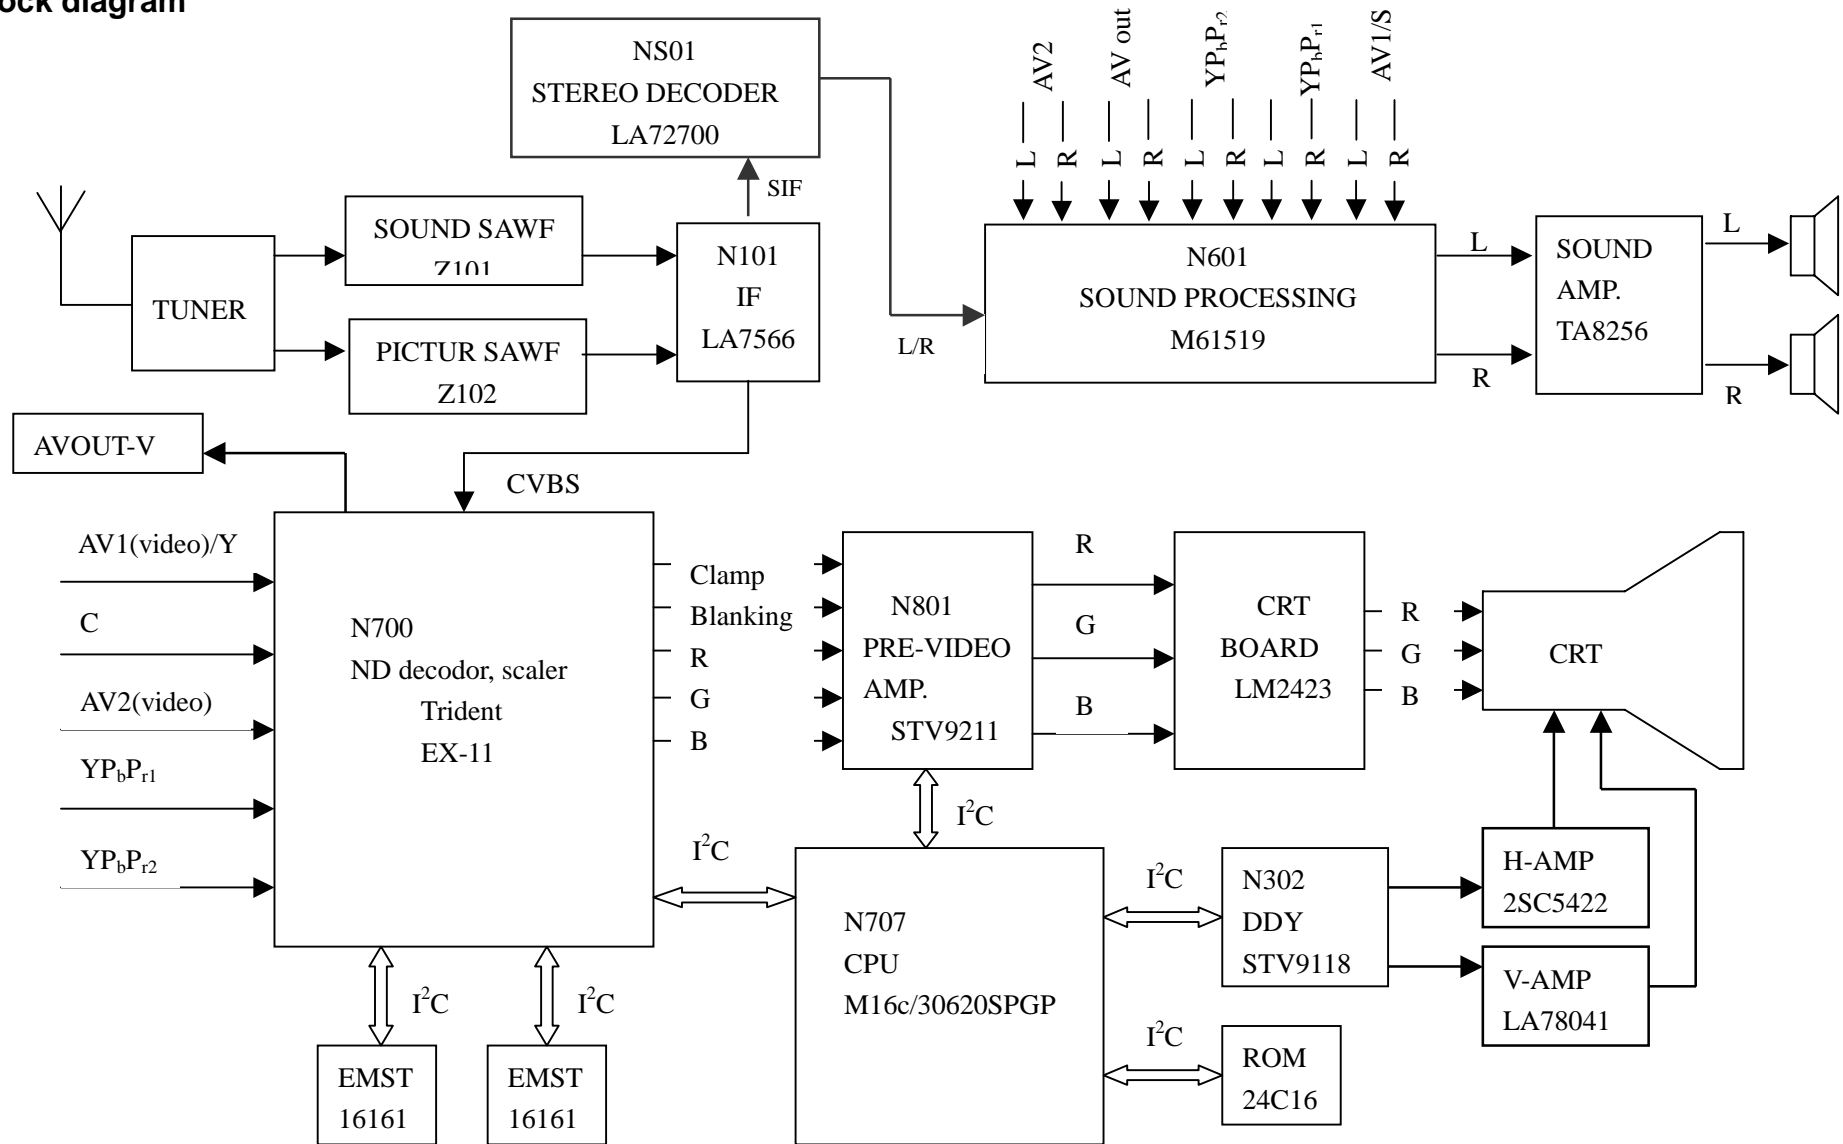 ock diagram
NS01
STEREO DECODER
LA72700
AV2
AV out
YPbPr2
YPbPr1
AV1/S
L
R
L
R
L
R
L
R
L
R
SIF
TUNER
SOUND SAWF
Z101
PICTUR SAWF
Z102
N101
IF
LA7566
L/R
N601
SOUND PROCESSING
M61519
L
R
SOUND
AMP.
TA8256
L
R
AVOUT-V
CVBS
AV1(video)/Y
C
AV2(video)
YPbPr1
YPbPr2
N700
ND decodor, scaler
Trident
EX-11
Clamp
Blanking
R
G
B
N801
PRE-VIDEO
AMP.
STV9211
R
G
B
CRT
BOARD
LM2423
R
G
B
CRT
I²C
I²C
N707
CPU
M16c/30620SPGP
I²C
N302
DDY
STV9118
H-AMP
2SC5422
V-AMP
LA78041
I²C
ROM
24C16
I²C
I²C
EMST
16161
EMST
16161